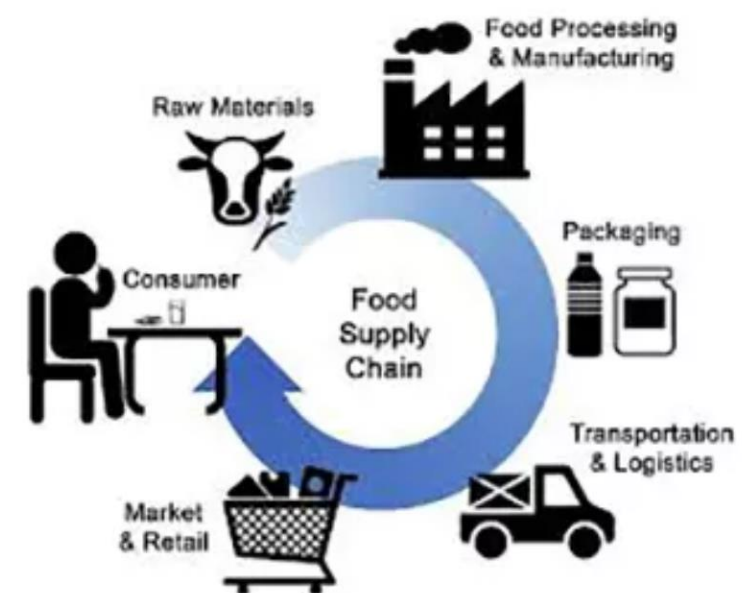 Food Processing
& Manufacturing
Raw Materials
Packaging
Consumer
Food
Supply
Chain
Transportation
& Logistics
Market
& Retail